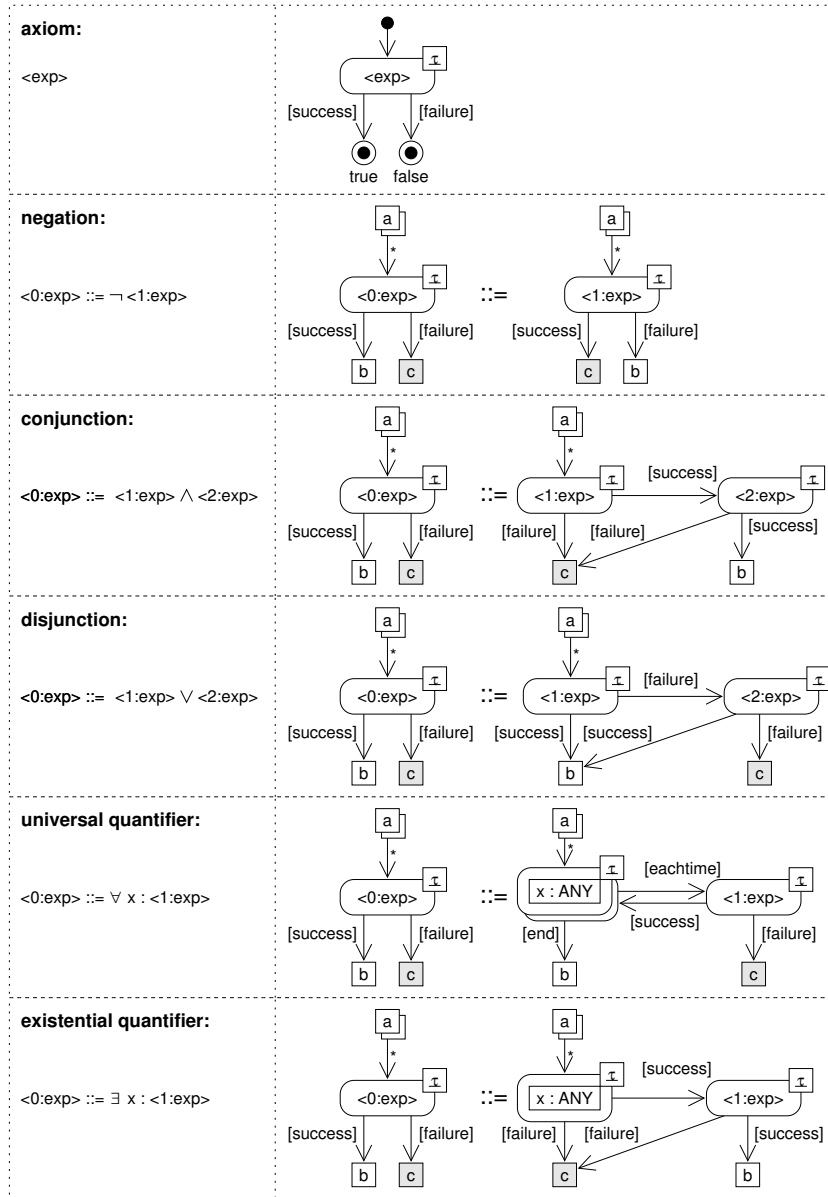 axiom:
<exp>
τ
<exp>
[success] [failure]
true false
negation:
a a
* *
τ τ
<0:exp> ::= ¬ <1:exp> <0:exp> ::= <1:exp>
[success] [failure] [success] [failure]
b c c b
conjunction:
a a
* *
τ [success] τ τ
<0:exp> ::= <1:exp> ∧ <2:exp> <0:exp> ::= <1:exp> <2:exp>
[success] [failure] [failure] [failure] [success]
b c c b
disjunction:
a a
* *
τ [failure] τ τ
<0:exp> ::= <1:exp> ∨ <2:exp> <0:exp> ::= <1:exp> <2:exp>
[success] [failure] [success] [success] [failure]
b c b c
universal quantifier:
a a
* *
τ τ [eachtime] τ
<0:exp> ::= ∀ x : <1:exp> <0:exp> ::= x : ANY <1:exp>
[success] [failure] [end] [success] [failure]
b c b c
existential quantifier:
a a
* *
τ τ [success] τ
<0:exp> ::= ∃ x : <1:exp> <0:exp> ::= x : ANY <1:exp>
[success] [failure] [failure] [failure] [success]
b c c b